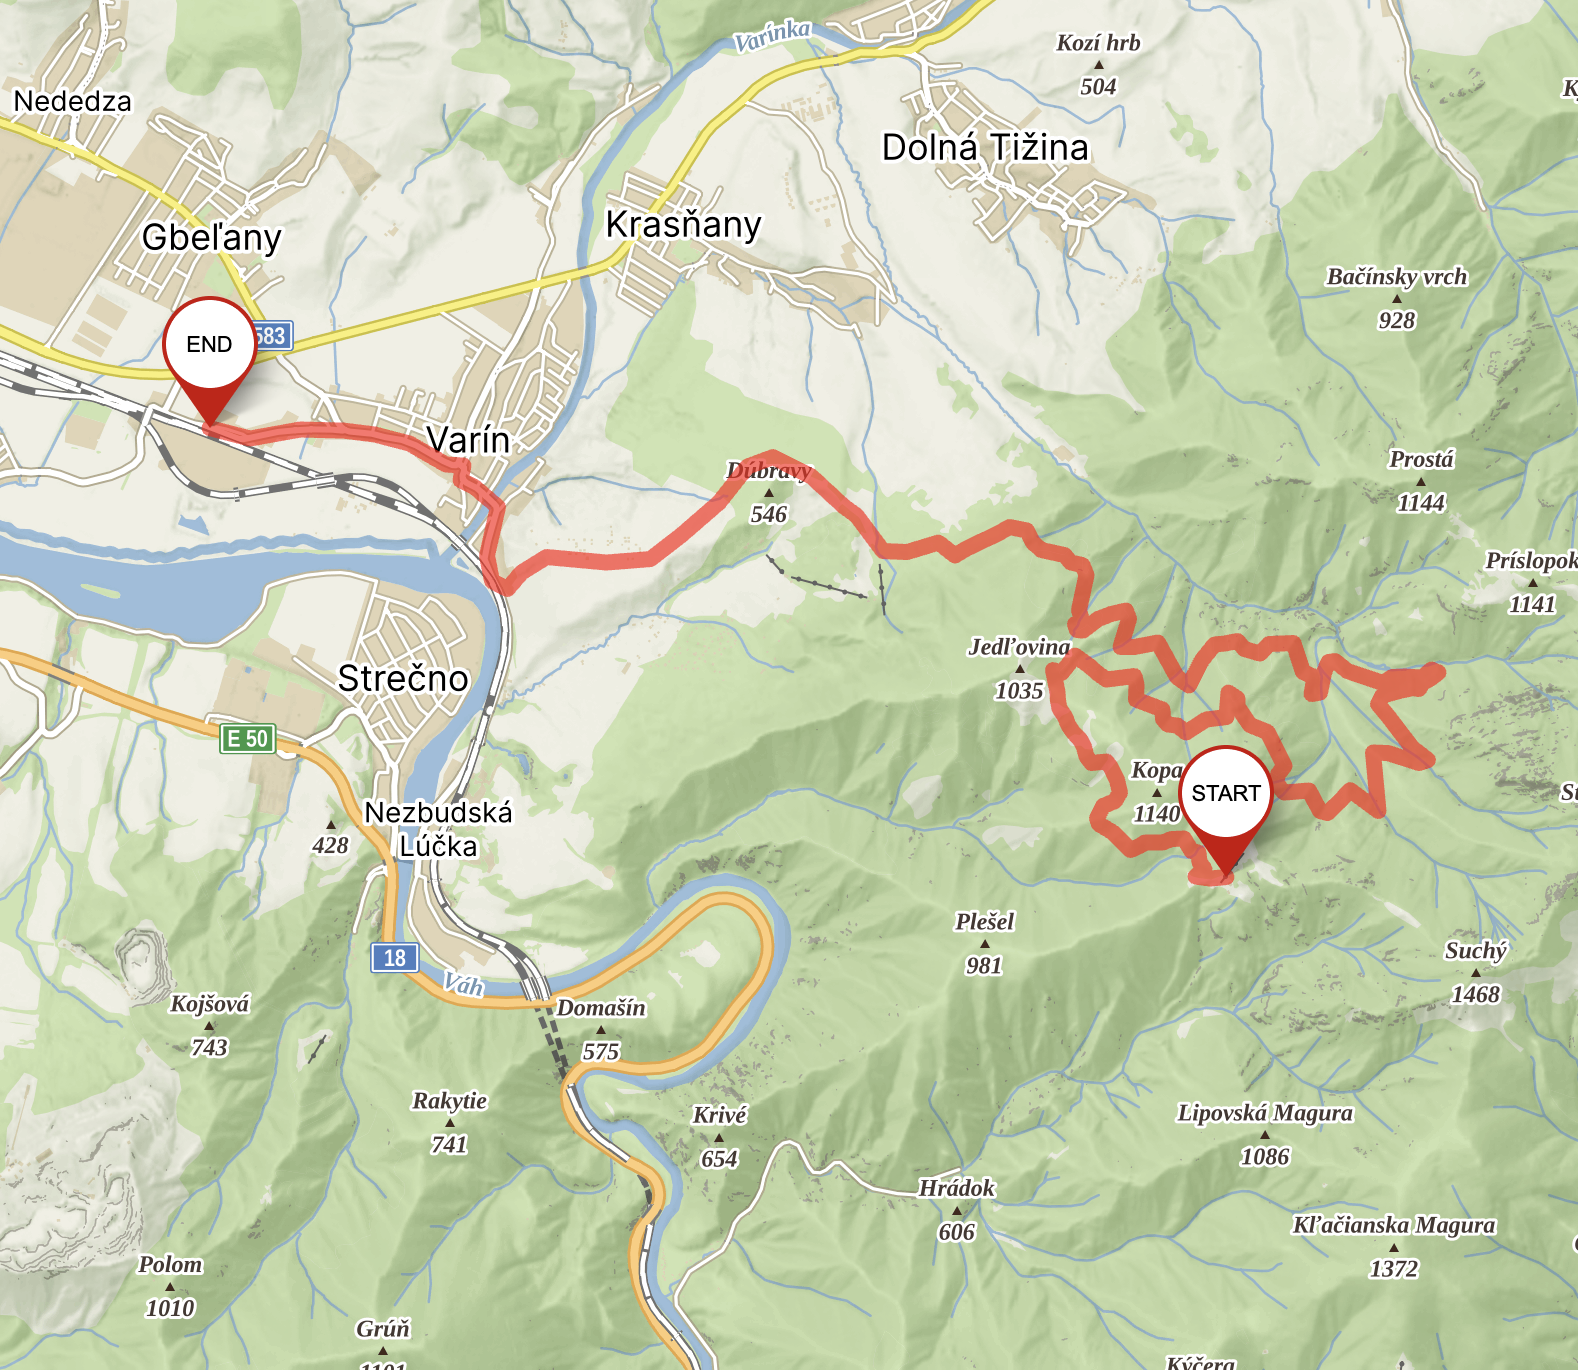 Varínka
Kozí hrb
504
Nededza
Dolná Tižina
Gbeľany
Krasňany
Bačínsky vrch
928
583
END
Varín
Dúbravy
546
Prostá
1144
Príslopok
1141
Jedľovina
1035
Strečno
E 50
Kopa
1140
START
Nezbudská
Lúčka
428
Plešel
981
Suchý
1468
18
Váh
Kojšová
743
Domašín
575
Rakytie
741
Krivé
654
Lipovská Magura
1086
Hrádok
606
Kľačianska Magura
1372
Polom
1010
Grúň
1101
Kýčera